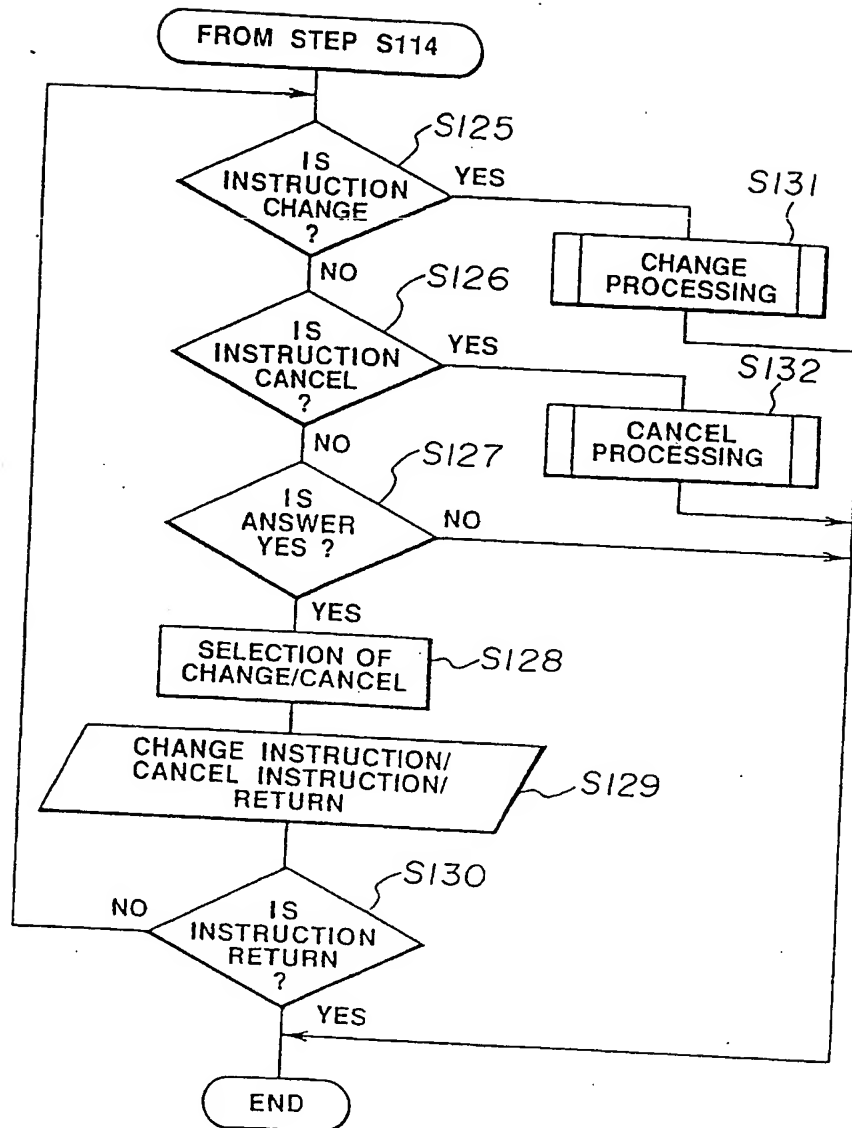 FROM STEP S114
S125
IS
INSTRUCTION
CHANGE
?
YES
NO
S131
CHANGE
PROCESSING
S126
IS
INSTRUCTION
CANCEL
?
YES
NO
S132
CANCEL
PROCESSING
S127
IS
ANSWER
YES ?
NO
YES
SELECTION OF
CHANGE/CANCEL
S128
CHANGE INSTRUCTION/
CANCEL INSTRUCTION/
RETURN
S129
S130
IS
INSTRUCTION
RETURN
?
NO
YES
END